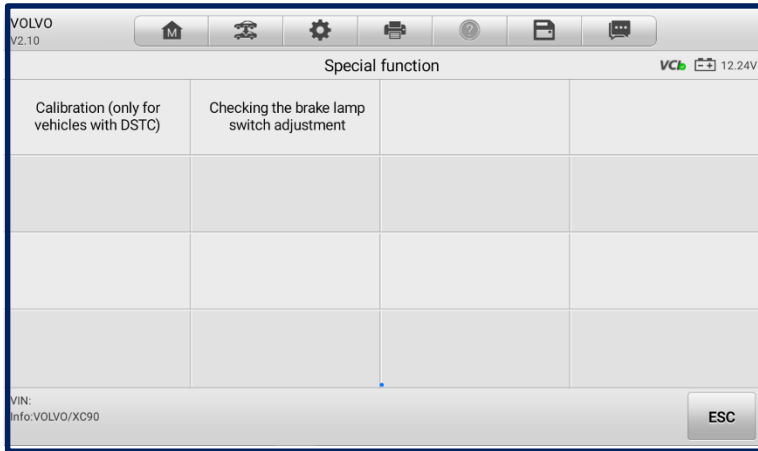 VOLVO
V2.10
M
?
Special function
VCI
12.24V
Calibration (only for
vehicles with DSTC)
Checking the brake lamp
switch adjustment
VIN:
Info:VOLVO/XC90
ESC